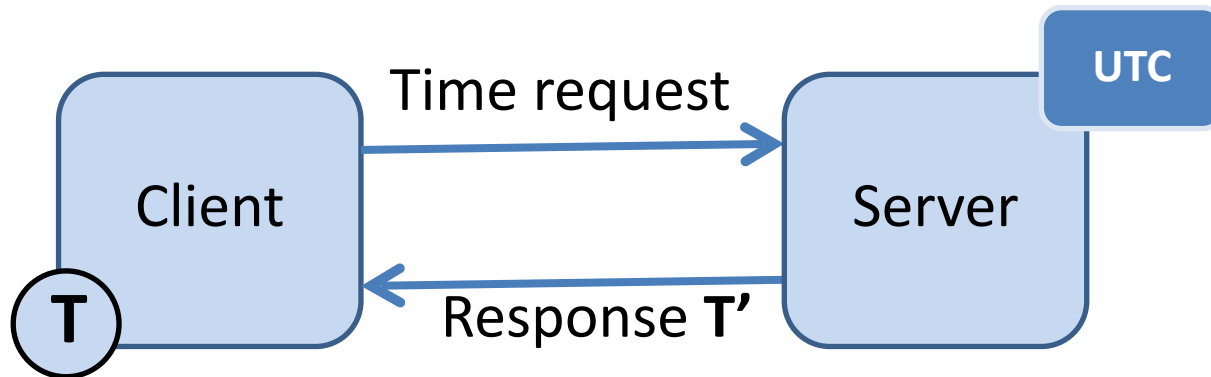 UTC
Time request
Client
Server
T
Response T’